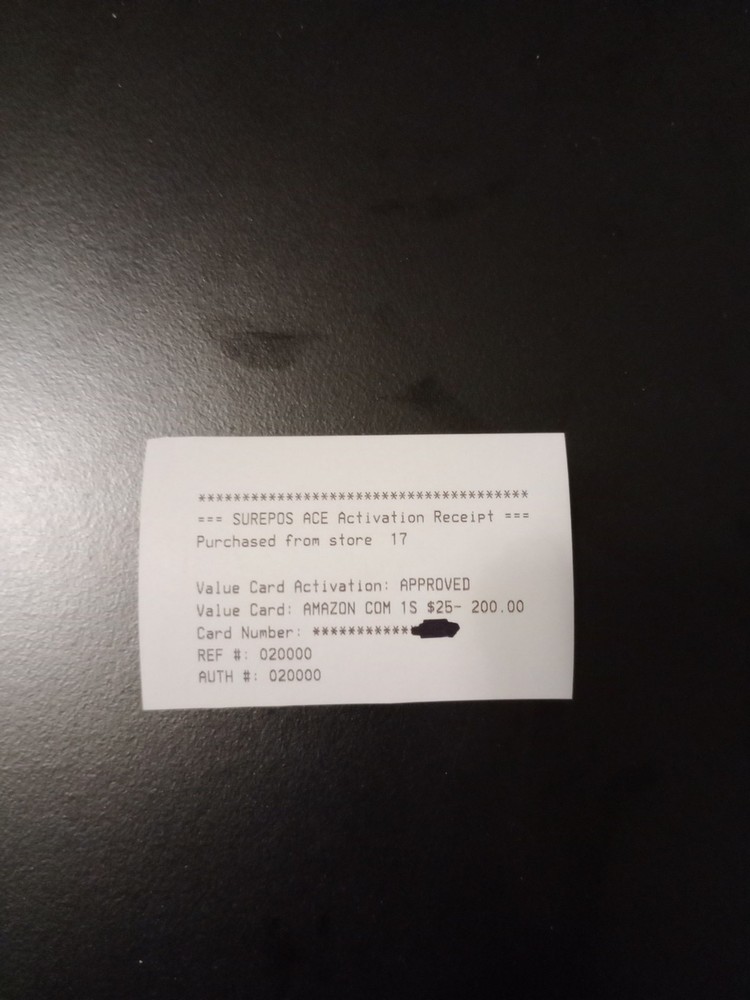 *************************************
=== SUREPOS ACE Activation Receipt ===
Purchased from store 17
Value Card Activation: APPROVED
Value Card: AMAZON COM 1S $25- 200.00
Card Number: ************
REF #: 020000
AUTH #: 020000